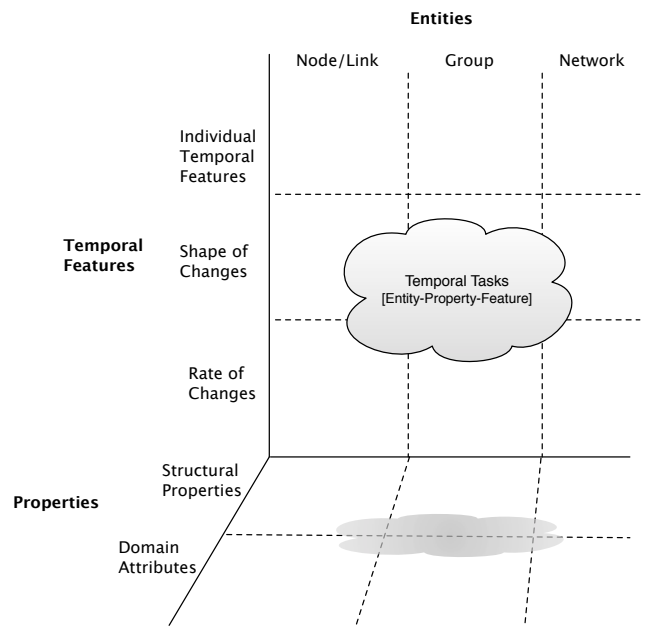 Entities
Node/Link Group Network
Individual
Temporal
Features
Temporal
Features
Shape of
Changes
Temporal Tasks
[Entity-Property-Feature]
Rate of
Changes
Structural
Properties
Properties
Domain
Attributes